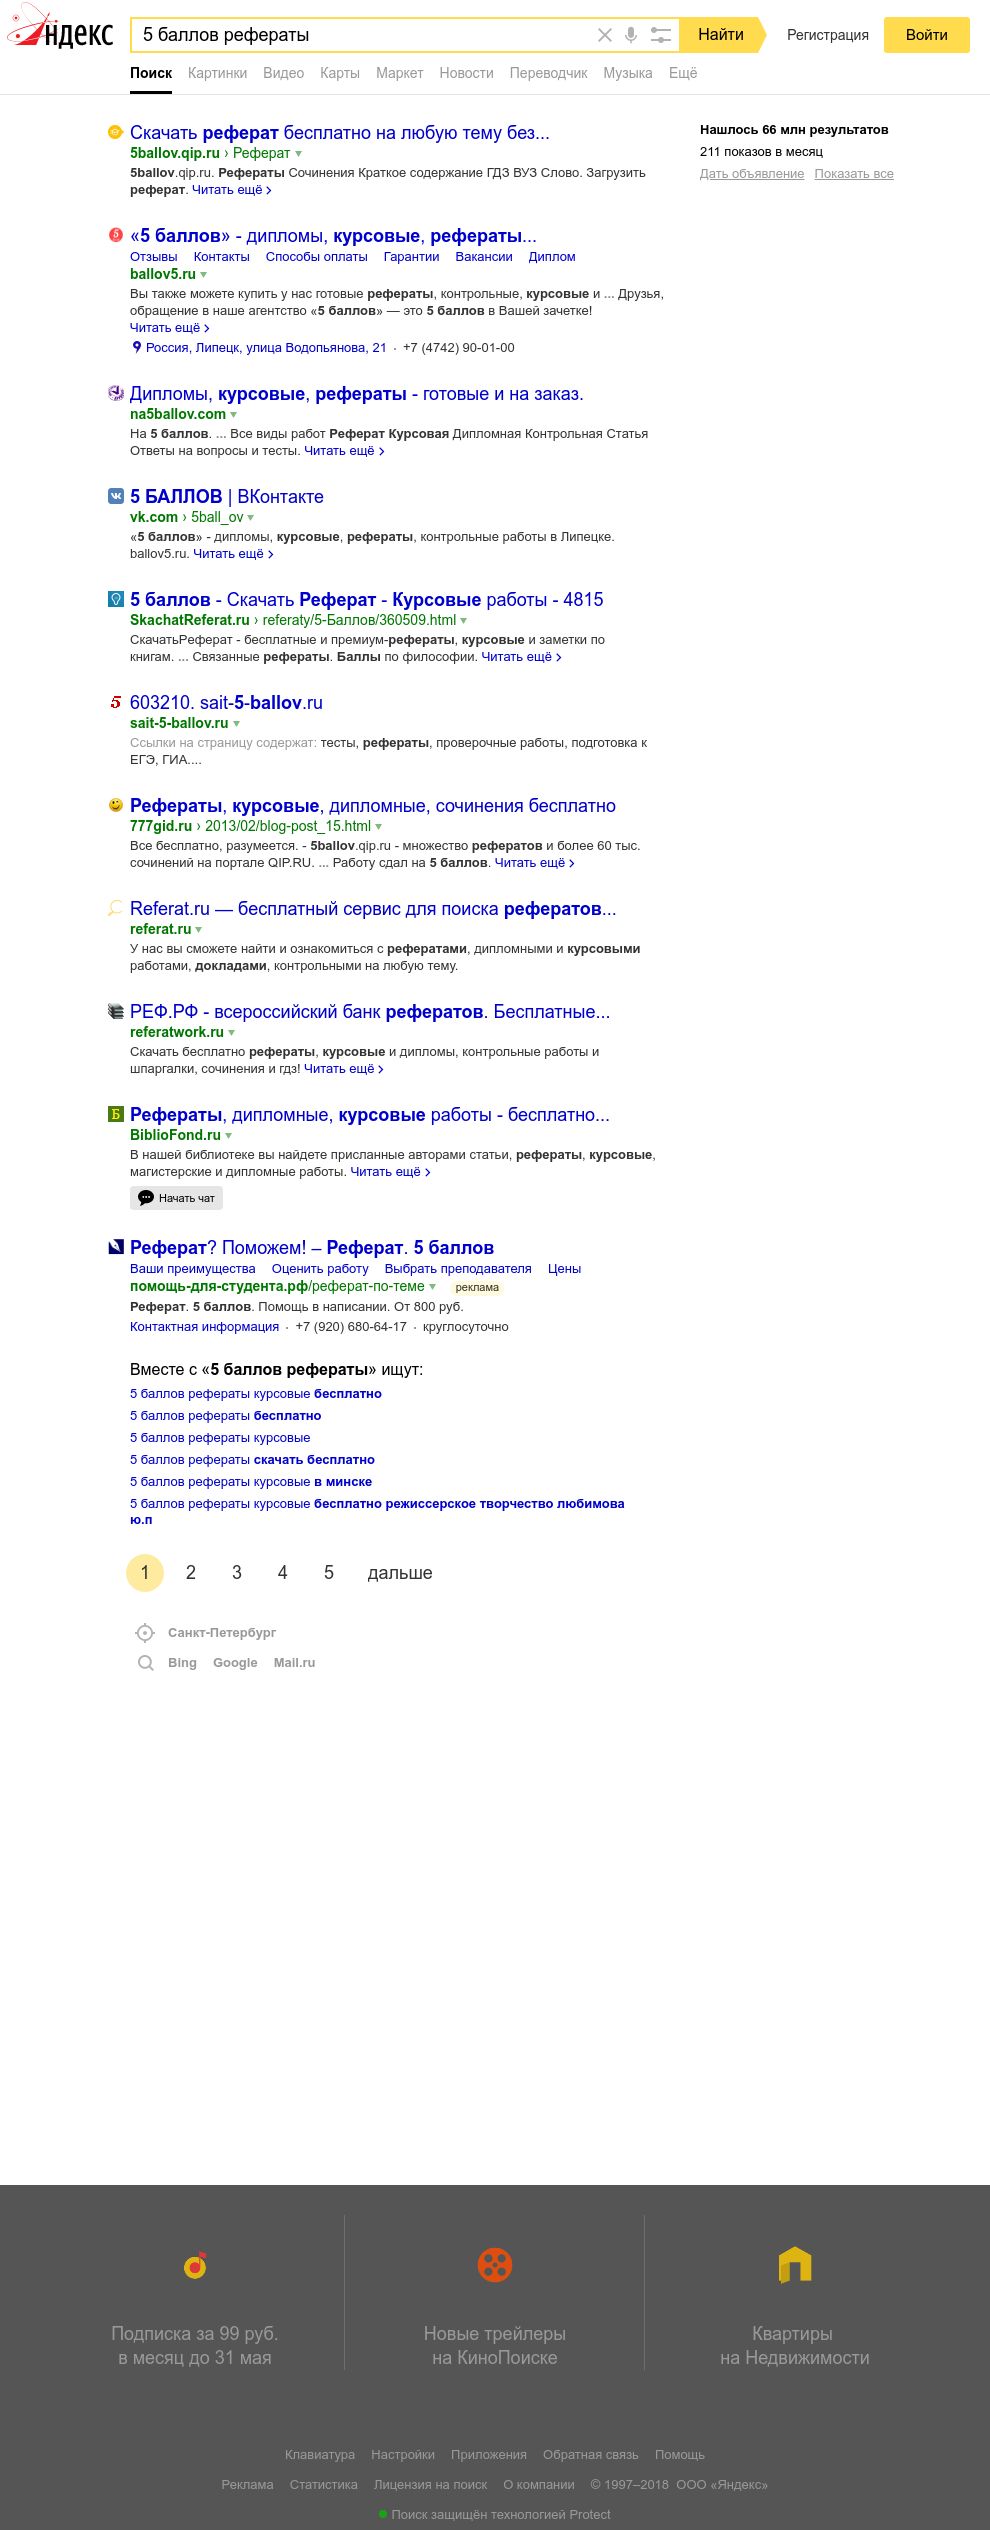 Яндекс
5 баллов рефераты
Найти
Регистрация
Войти
Поиск Картинки Видео Карты Маркет Новости Переводчик Музыка Ещё
Скачать реферат бесплатно на любую тему без...
5ballov.qip.ru › Реферат
5ballov.qip.ru. Рефераты Сочинения Краткое содержание ГДЗ ВУЗ Слово. Загрузить
реферат. Читать ещё
Нашлось 66 млн результатов
211 показов в месяц
Дать объявление Показать все
«5 баллов» - дипломы, курсовые, рефераты...
Отзывы Контакты Способы оплаты Гарантии Вакансии Диплом
ballov5.ru
Вы также можете купить у нас готовые рефераты, контрольные, курсовые и ... Друзья,
обращение в наше агентство «5 баллов» — это 5 баллов в Вашей зачетке!
Читать ещё
Россия, Липецк, улица Водопьянова, 21 · +7 (4742) 90-01-00
Дипломы, курсовые, рефераты - готовые и на заказ.
na5ballov.com
На 5 баллов. ... Все виды работ Реферат Курсовая Дипломная Контрольная Статья
Ответы на вопросы и тесты. Читать ещё
5 БАЛЛОВ | ВКонтакте
vk.com › 5ball_ov
«5 баллов» - дипломы, курсовые, рефераты, контрольные работы в Липецке.
ballov5.ru. Читать ещё
5 баллов - Скачать Реферат - Курсовые работы - 4815
SkachatReferat.ru › referaty/5-Баллов/360509.html
СкачатьРеферат - бесплатные и премиум-рефераты, курсовые и заметки по
книгам. ... Связанные рефераты. Баллы по философии. Читать ещё
603210. sait-5-ballov.ru
sait-5-ballov.ru
Ссылки на страницу содержат: тесты, рефераты, проверочные работы, подготовка к
ЕГЭ, ГИА....
Рефераты, курсовые, дипломные, сочинения бесплатно
777gid.ru › 2013/02/blog-post_15.html
Все бесплатно, разумеется. - 5ballov.qip.ru - множество рефератов и более 60 тыс.
сочинений на портале QIP.RU. ... Работу сдал на 5 баллов. Читать ещё
Referat.ru — бесплатный сервис для поиска рефератов...
referat.ru
У нас вы сможете найти и ознакомиться с рефератами, дипломными и курсовыми
работами, докладами, контрольными на любую тему.
РЕФ.РФ - всероссийский банк рефератов. Бесплатные...
referatwork.ru
Скачать бесплатно рефераты, курсовые и дипломы, контрольные работы и
шпаргалки, сочинения и гдз! Читать ещё
Рефераты, дипломные, курсовые работы - бесплатно...
BiblioFond.ru
В нашей библиотеке вы найдете присланные авторами статьи, рефераты, курсовые,
магистерские и дипломные работы. Читать ещё
Начать чат
Реферат? Поможем! – Реферат. 5 баллов
Ваши преимущества Оценить работу Выбрать преподавателя Цены
помощь-для-студента.рф/реферат-по-теме реклама
Реферат. 5 баллов. Помощь в написании. От 800 руб.
Контактная информация · +7 (920) 680-64-17 · круглосуточно
Вместе с «5 баллов рефераты» ищут:
5 баллов рефераты курсовые бесплатно
5 баллов рефераты бесплатно
5 баллов рефераты курсовые
5 баллов рефераты скачать бесплатно
5 баллов рефераты курсовые в минске
5 баллов рефераты курсовые бесплатно режиссерское творчество любимова
ю.п
1 2 3 4 5 дальше
Санкт-Петербург
Bing Google Mail.ru
Подписка за 99 руб.
в месяц до 31 мая
Новые трейлеры
на КиноПоиске
Квартиры
на Недвижимости
Клавиатура Настройки Приложения Обратная связь Помощь
Реклама Статистика Лицензия на поиск О компании © 1997–2018 ООО «Яндекс»
Поиск защищён технологией Protect